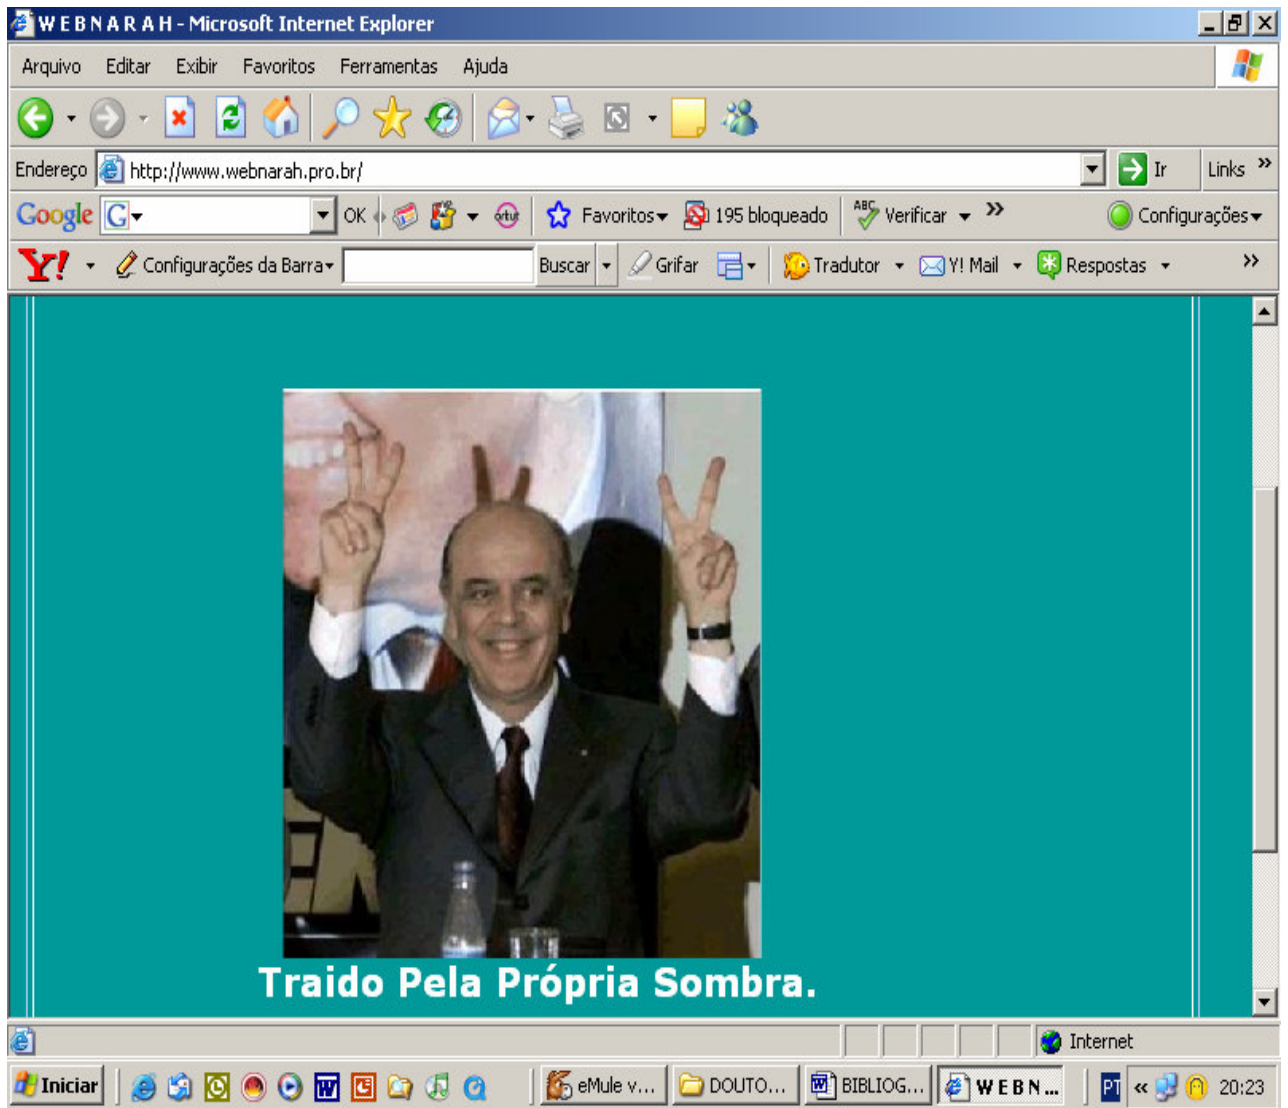 W E B N A R A H - Microsoft Internet Explorer
Arquivo Editar Exibir Favoritos Ferramentas Ajuda
Endereço http://www.webnarah.pro.br/ Ir Links »
Google G OK ortut Favoritos 195 bloqueado ABC Verificar » Configurações
Y! Configurações da Barra Buscar Grifar Tradutor Y! Mail Respostas »
Traido Pela Própria Sombra.
Internet
Iniciar eMule v... DOUTO... BIBLIOG... W E B N ... PT « 20:23